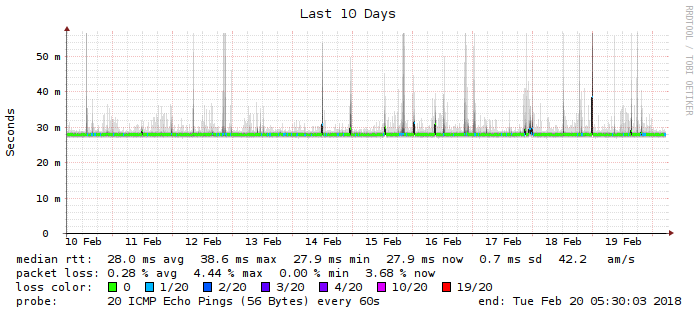 Last 10 Days
RRDTOOL / TOBI OETIKER
Seconds
50 m
40 m
30 m
20 m
10 m
0
10 Feb 11 Feb 12 Feb 13 Feb 14 Feb 15 Feb 16 Feb 17 Feb 18 Feb 19 Feb
median rtt: 28.0 ms avg 38.6 ms max 27.9 ms min 27.9 ms now 0.7 ms sd 42.2 am/s
packet loss: 0.28 % avg 4.44 % max 0.00 % min 3.68 % now
loss color: 0 1/20 2/20 3/20 4/20 10/20 19/20
probe: 20 ICMP Echo Pings (56 Bytes) every 60s end: Tue Feb 20 05:30:03 2018